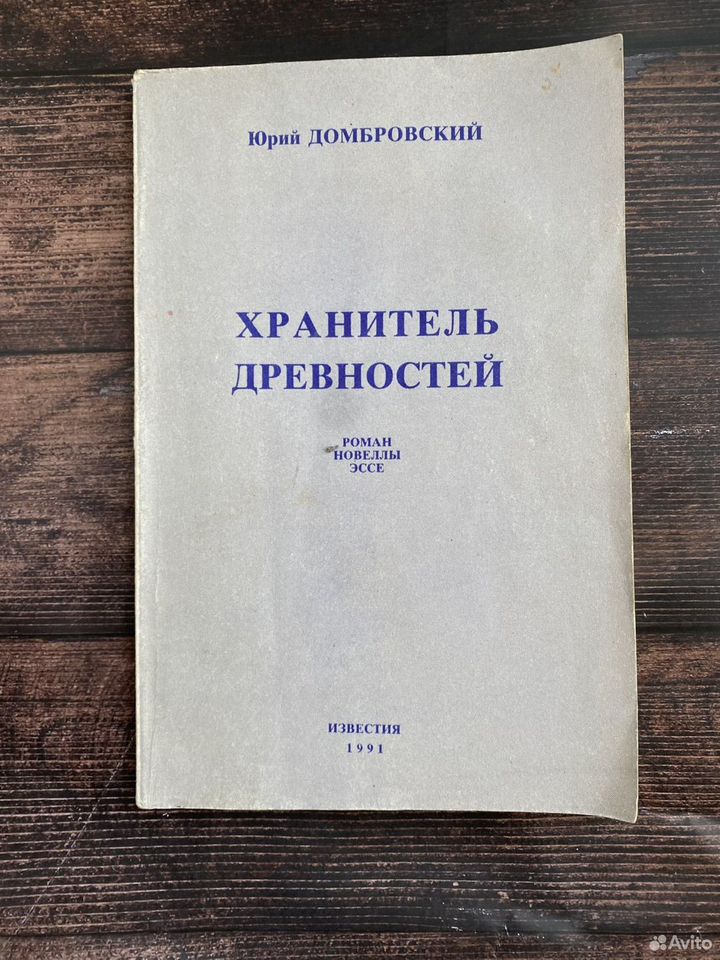 Юрий ДОМБРОВСКИЙ
ХРАНИТЕЛЬ
ДРЕВНОСТЕЙ
РОМАН
НОВЕЛЛЫ
ЭССЕ
ИЗВЕСТИЯ
1991
Avito